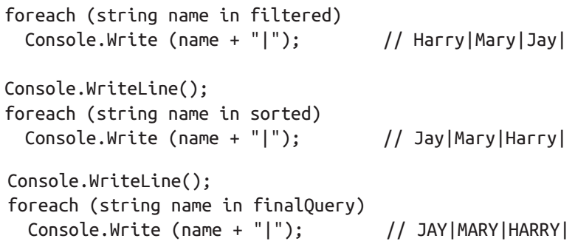 foreach (string name in filtered)
  Console.Write (name + "|");        // Harry|Mary|Jay|

Console.WriteLine();
foreach (string name in sorted)
  Console.Write (name + "|");        // Jay|Mary|Harry|

Console.WriteLine();
foreach (string name in finalQuery)
  Console.Write (name + "|");        // JAY|MARY|HARRY|